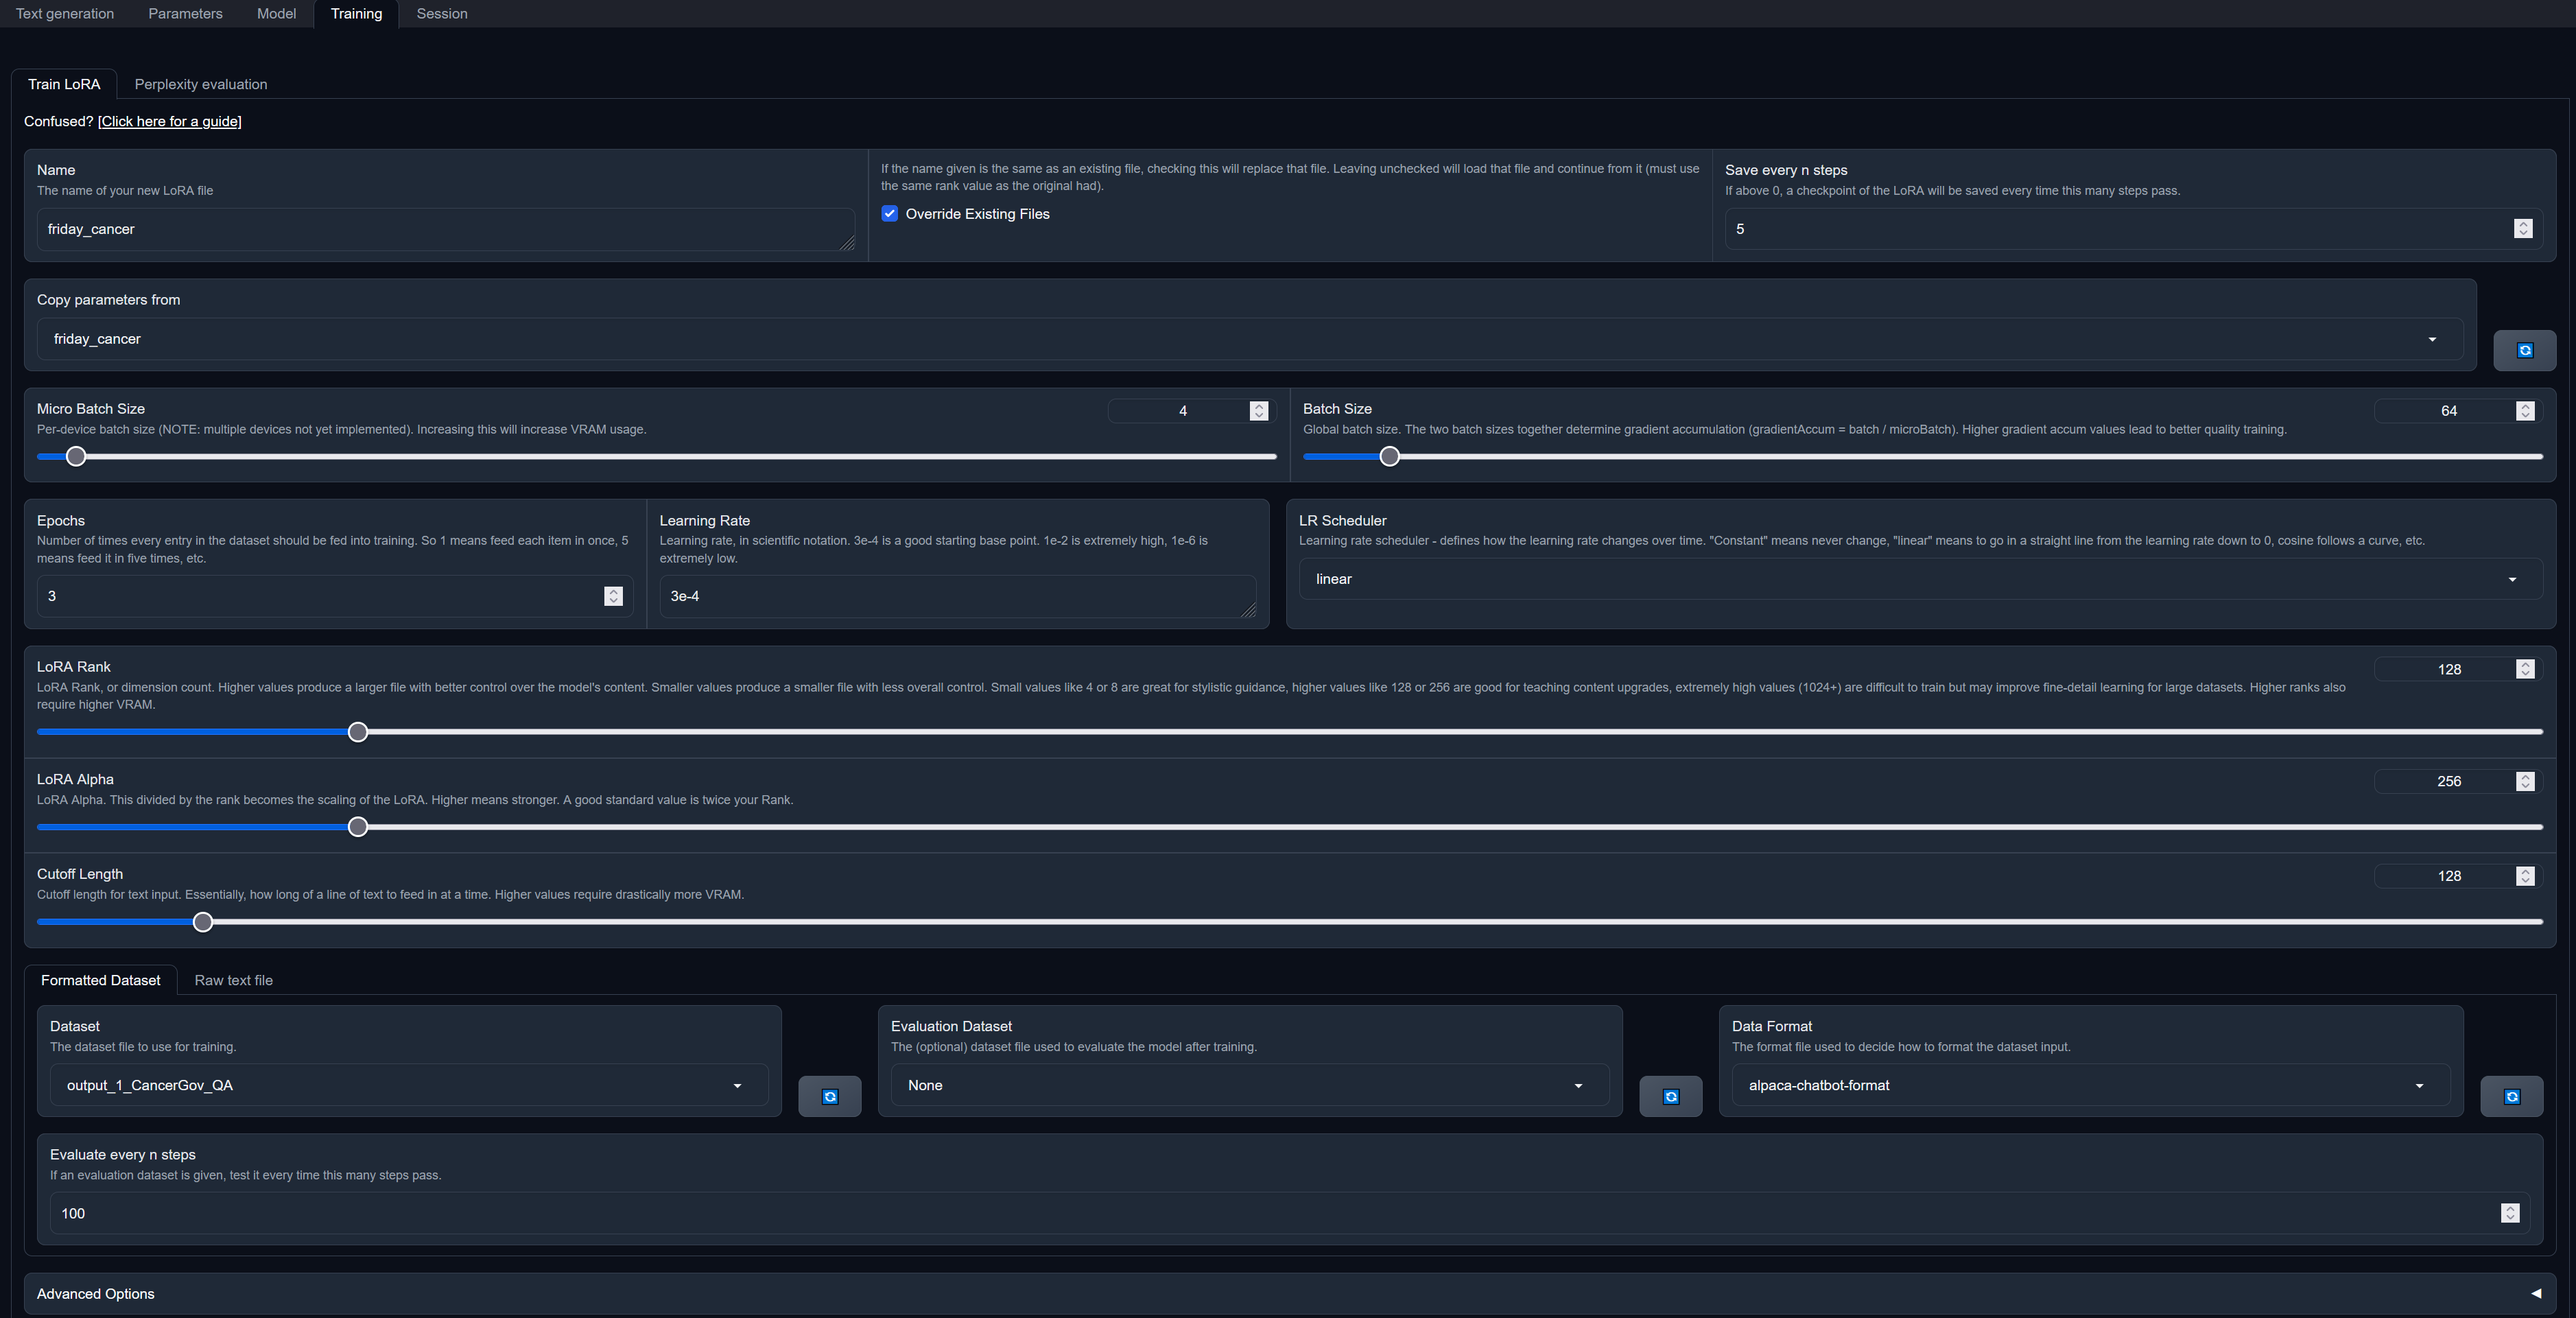 Text generation
Parameters
Model
Training
Session
Train LoRA
Perplexity evaluation
Confused? [Click here for a guide]
Name
The name of your new LoRA file
friday_cancer
If the name given is the same as an existing file, checking this will replace that file. Leaving unchecked will load that file and continue from it (must use
the same rank value as the original had).
Override Existing Files
Save every n steps
If above 0, a checkpoint of the LoRA will be saved every time this many steps pass.
5
Copy parameters from
friday_cancer
Micro Batch Size
4
Per-device batch size (NOTE: multiple devices not yet implemented). Increasing this will increase VRAM usage.
Batch Size
64
Global batch size. The two batch sizes together determine gradient accumulation (gradientAccum = batch / microBatch). Higher gradient accum values lead to better quality training.
Epochs
Number of times every entry in the dataset should be fed into training. So 1 means feed each item in once, 5
means feed it in five times, etc.
3
Learning Rate
Learning rate, in scientific notation. 3e-4 is a good starting base point. 1e-2 is extremely high, 1e-6 is
extremely low.
3e-4
LR Scheduler
Learning rate scheduler - defines how the learning rate changes over time. "Constant" means never change, "linear" means to go in a straight line from the learning rate down to 0, cosine follows a curve, etc.
linear
LoRA Rank
128
LoRA Rank, or dimension count. Higher values produce a larger file with better control over the model's content. Smaller values produce a smaller file with less overall control. Small values like 4 or 8 are great for stylistic guidance, higher values like 128 or 256 are good for teaching content upgrades, extremely high values (1024+) are difficult to train but may improve fine-detail learning for large datasets. Higher ranks also
require higher VRAM.
LoRA Alpha
256
LoRA Alpha. This divided by the rank becomes the scaling of the LoRA. Higher means stronger. A good standard value is twice your Rank.
Cutoff Length
128
Cutoff length for text input. Essentially, how long of a line of text to feed in at a time. Higher values require drastically more VRAM.
Formatted Dataset
Raw text file
Dataset
The dataset file to use for training.
output_1_CancerGov_QA
Evaluation Dataset
The (optional) dataset file used to evaluate the model after training.
None
Data Format
The format file used to decide how to format the dataset input.
alpaca-chatbot-format
Evaluate every n steps
If an evaluation dataset is given, test it every time this many steps pass.
100
Advanced Options